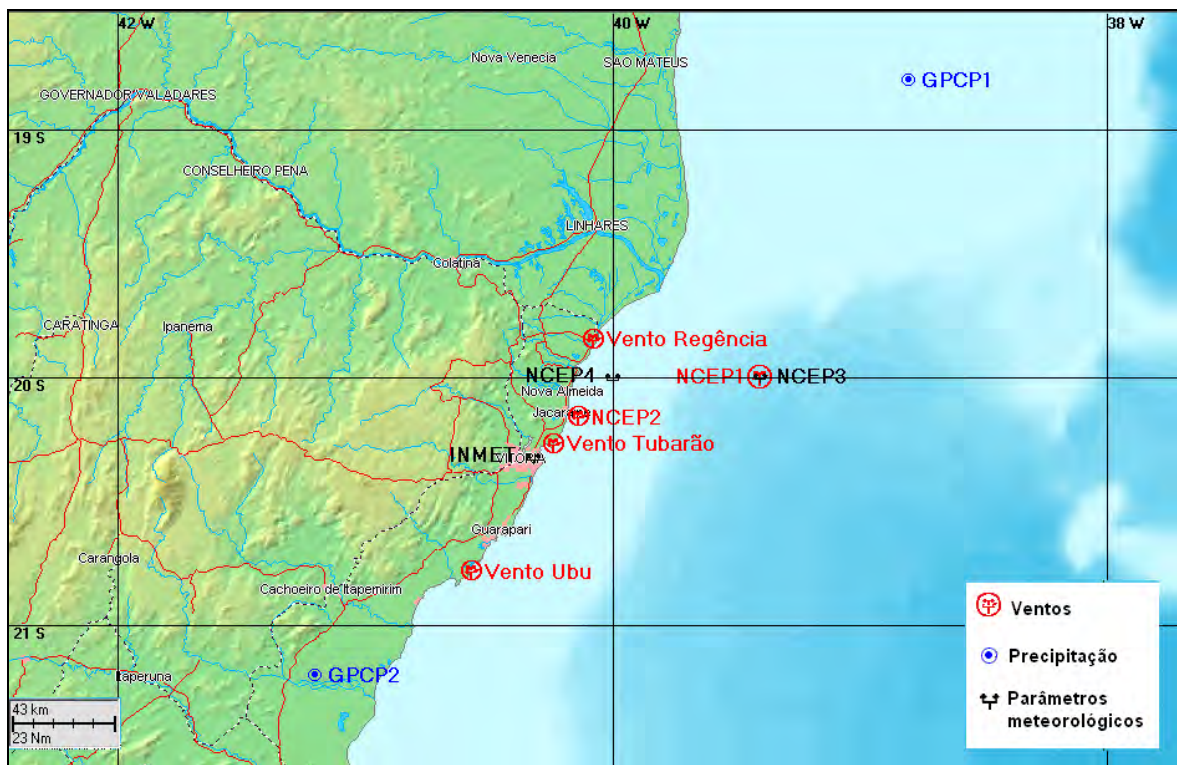 42 W
40 W
38 W
Nova Venecia
SAO MATEUS
GPCP1
GOVERNADOR VALADARES
19 S
CONSELHEIRO PENA
LINHARES
Colatina
CARATINGA
Ipanema
Vento Regência
20 S
NCEP4
NCEP1
NCEP3
Nova Almeida
Jacaraipe
NCEP2
Vento Tubarão
INMET
VITORIA
Guarapari
Carangola
Vento Ubu
Cachoeiro de Itapemirim
21 S
Itaperuna
GPCP2
43 km
23 Nm
Ventos
Precipitação
Parâmetros
meteorológicos